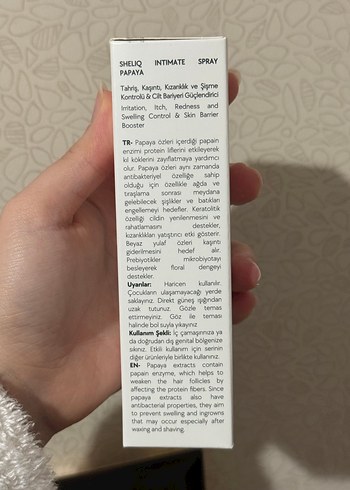 SHELIQ INTIMATE SPRAY
PAPAYA
Tahriş, Kaşıntı, Kızarıklık ve Şişme
Kontrolü & Cilt Bariyeri Güçlendirici
Irritation, Itch, Redness and
Swelling Control & Skin Barrier
Booster
TR- Papaya özleri içerdiği papain
enzimi protein liflerini etkileyerek
kıl köklerini zayıflatmaya yardımcı
olur. Papaya özleri aynı zamanda
antibakteriyel özelliğe sahip
olduğu için özellikle ağda ve
tıraşlama sonrası meydana
gelebilecek şişlikler ve batıkları
engellemeyi hedefler. Keratolitik
özelliği cildin yenilenmesini ve
rahatlamasını destekler,
kızarıklıkları yatıştırıcı etki gösterir.
Beyaz yulaf özleri kaşıntı
giderilmesini hedef alır.
Prebiyotikler mikrobiyotayı
besleyerek floral dengeyi
destekler.
Uyarılar: Haricen kullanılır.
Çocukların ulaşamayacağı yerde
saklayınız. Direkt güneş ışığından
uzak tutunuz. Gözle temas
ettirmeyiniz. Göz ile teması
halinde bol suyla yıkayınız.
Kullanım Şekli: İç çamaşırınıza ya
da doğrudan dış genital bölgenize
sıkınız. Etkili kullanım için serinin
diğer ürünleriyle birlikte kullanınız.
EN- Papaya extracts contain
papain enzyme, which helps to
weaken the hair follicles by
affecting the protein fibers. Since
papaya extracts also have
antibacterial properties, they aim
to prevent swelling and ingrowns
that may occur especially after
waxing and shaving.